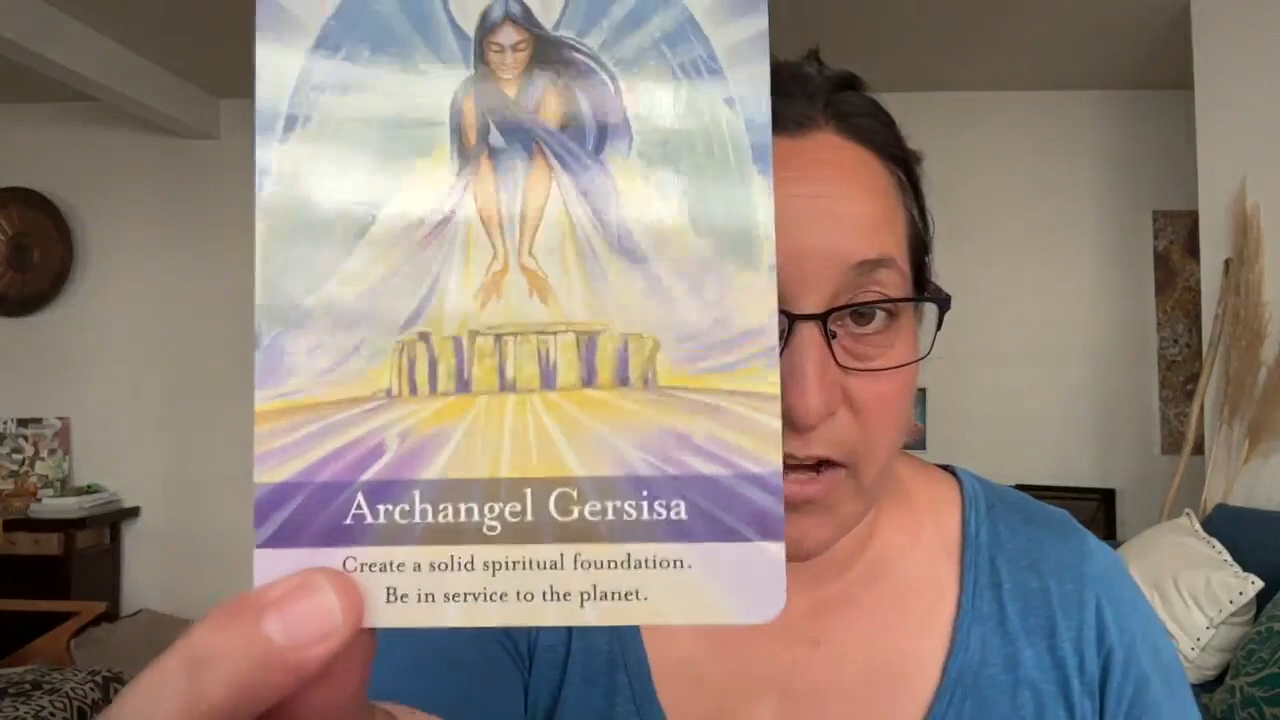 Archangel Gersisa
Create a solid spiritual foundation.
Be in service to the planet.